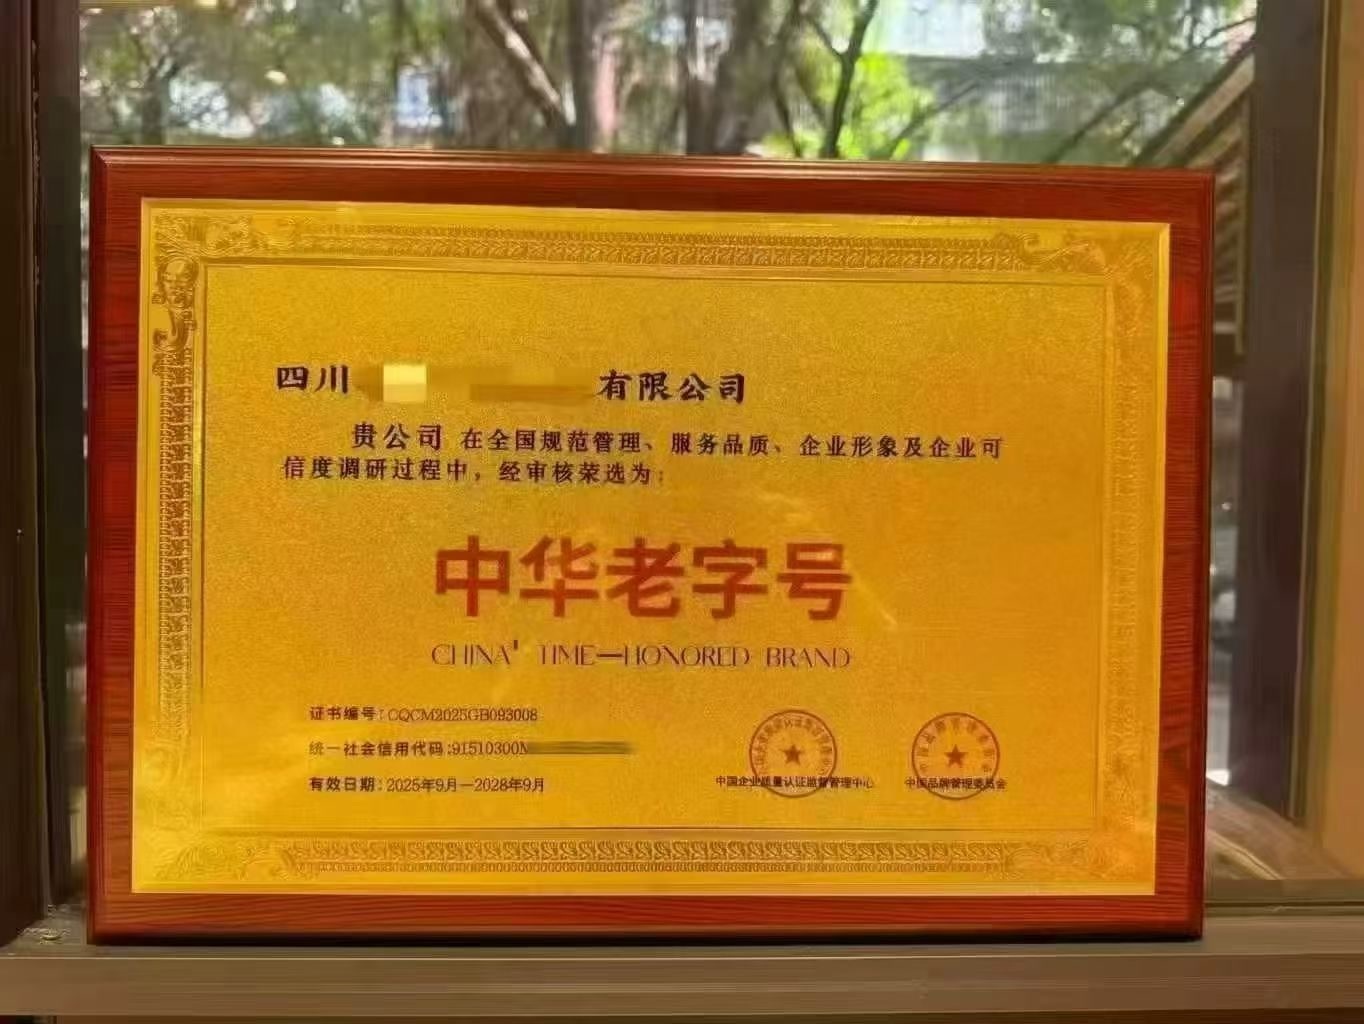 四川 有限公司
贵公司 在全国规范管理、服务品质、企业形象及企业可
信度调研过程中，经审核荣选为：
中华老字号
CHINA' TIME—HONORED BRAND
证书编号：CQCM2025GB093008
统一社会信用代码：91510300M
有效日期：2025年9月—2028年9月
中国企业质量认证监督管理中心
中国品牌管理委员会